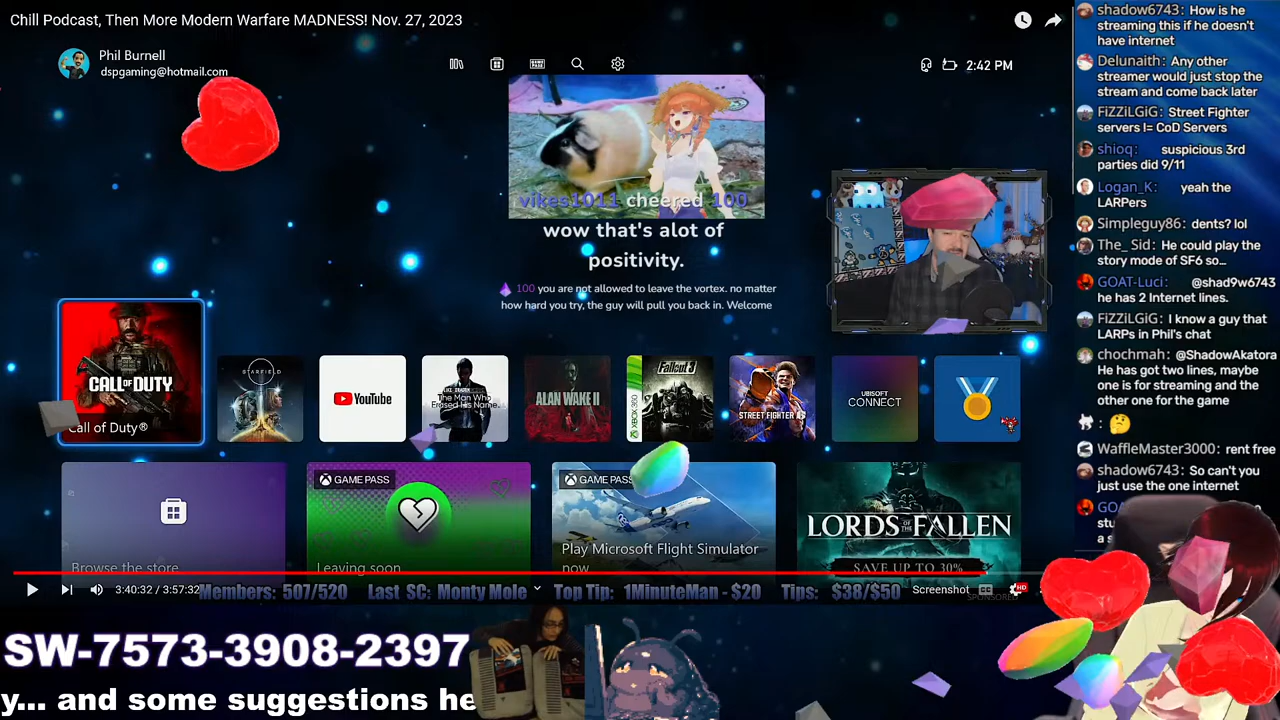 Chill Podcast, Then More Modern Warfare MADNESS! Nov. 27, 2023
Phil Burnell
dspgaming@hotmail.com
2:42 PM
vikes1011 cheered 100
wow that's alot of
positivity.
100 you are not allowed to leave the vortex. no matter
how hard you try, the guy will pull you back in. Welcome
CALL OF DUTY
Call of Duty®
STARFIELD
YouTube
LIKE A DRAGON GAIDEN
The Man Who
Erased His Name
ALAN WAKE II
XBOX 360
Fallout 3
STREET FIGHTER 6
UBISOFT
CONNECT
Browse the store
GAME PASS
Leaving soon
GAME PASS
Play Microsoft Flight Simulator
now
LORDS OF THE FALLEN
SAVE UP TO 30%
SPONSORED
3:40:32 / 3:57:32
Members: 507/520 Last SC: Monty Mole Top Tip: 1MinuteMan - $20 Tips: $38/$50
Screenshot
HD
SW-7573-3908-2397
y... and some suggestions he
shadow6743: How is he
streaming this if he doesn't
have internet
Delunaith: Any other
streamer would just stop the
stream and come back later
FiZZiLGiG: Street Fighter
servers != CoD Servers
shioq: suspicious 3rd
parties did 9/11
Logan_K: yeah the
LARPers
Simpleguy86: dents? lol
The_Sid: He could play the
story mode of SF6 so...
GOAT-Luci: @shad9w6743
he has 2 Internet lines.
FiZZiLGiG: I know a guy that
LARPs in Phil's chat
chochmah: @ShadowAkatora
He has got two lines, maybe
one is for streaming and the
other one for the game
:
WaffleMaster3000: rent free
shadow6743: So can't you
just use the one internet
GOA
stu
a s